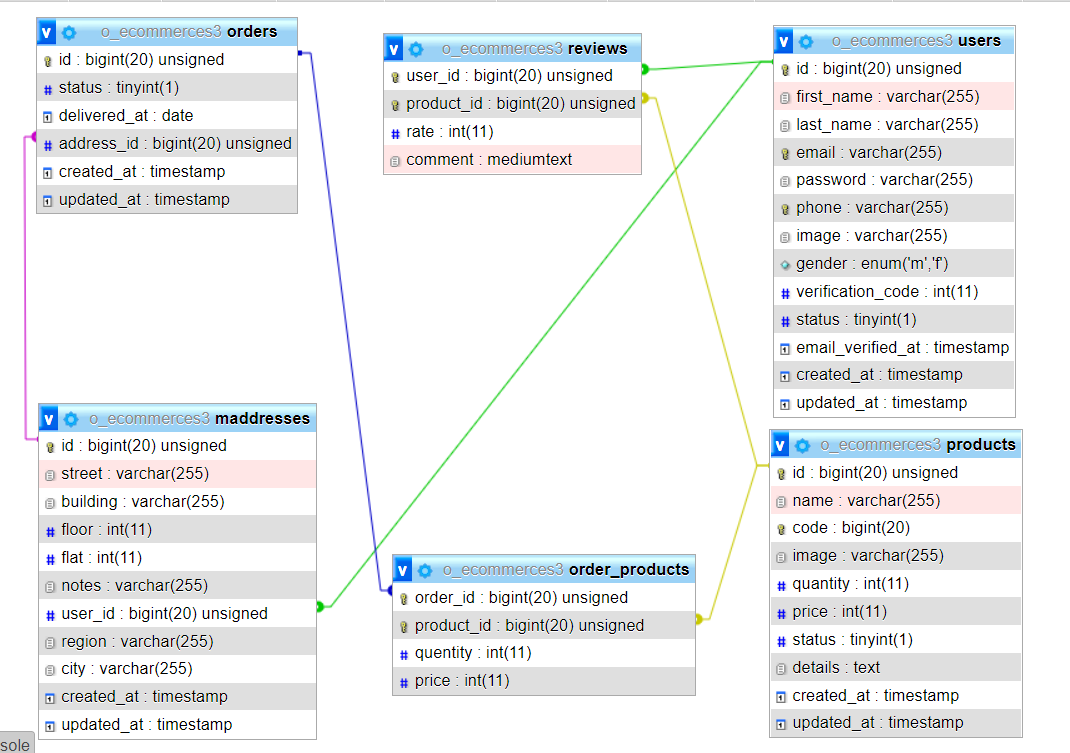 v o_ecommerces3 orders
id : bigint(20) unsigned
# status : tinyint(1)
delivered_at : date
# address_id : bigint(20) unsigned
created_at : timestamp
updated_at : timestamp
v o_ecommerces3 reviews
user_id : bigint(20) unsigned
product_id : bigint(20) unsigned
# rate : int(11)
comment : mediumtext
v o_ecommerces3 users
id : bigint(20) unsigned
first_name : varchar(255)
last_name : varchar(255)
email : varchar(255)
password : varchar(255)
phone : varchar(255)
image : varchar(255)
gender : enum('m','f')
# verification_code : int(11)
# status : tinyint(1)
email_verified_at : timestamp
created_at : timestamp
updated_at : timestamp
v o_ecommerces3 maddresses
id : bigint(20) unsigned
street : varchar(255)
building : varchar(255)
# floor : int(11)
# flat : int(11)
notes : varchar(255)
# user_id : bigint(20) unsigned
region : varchar(255)
city : varchar(255)
created_at : timestamp
updated_at : timestamp
v o_ecommerces3 order_products
order_id : bigint(20) unsigned
product_id : bigint(20) unsigned
# quentity : int(11)
# price : int(11)
v o_ecommerces3 products
id : bigint(20) unsigned
name : varchar(255)
code : bigint(20)
image : varchar(255)
# quantity : int(11)
# price : int(11)
# status : tinyint(1)
details : text
created_at : timestamp
updated_at : timestamp
sole